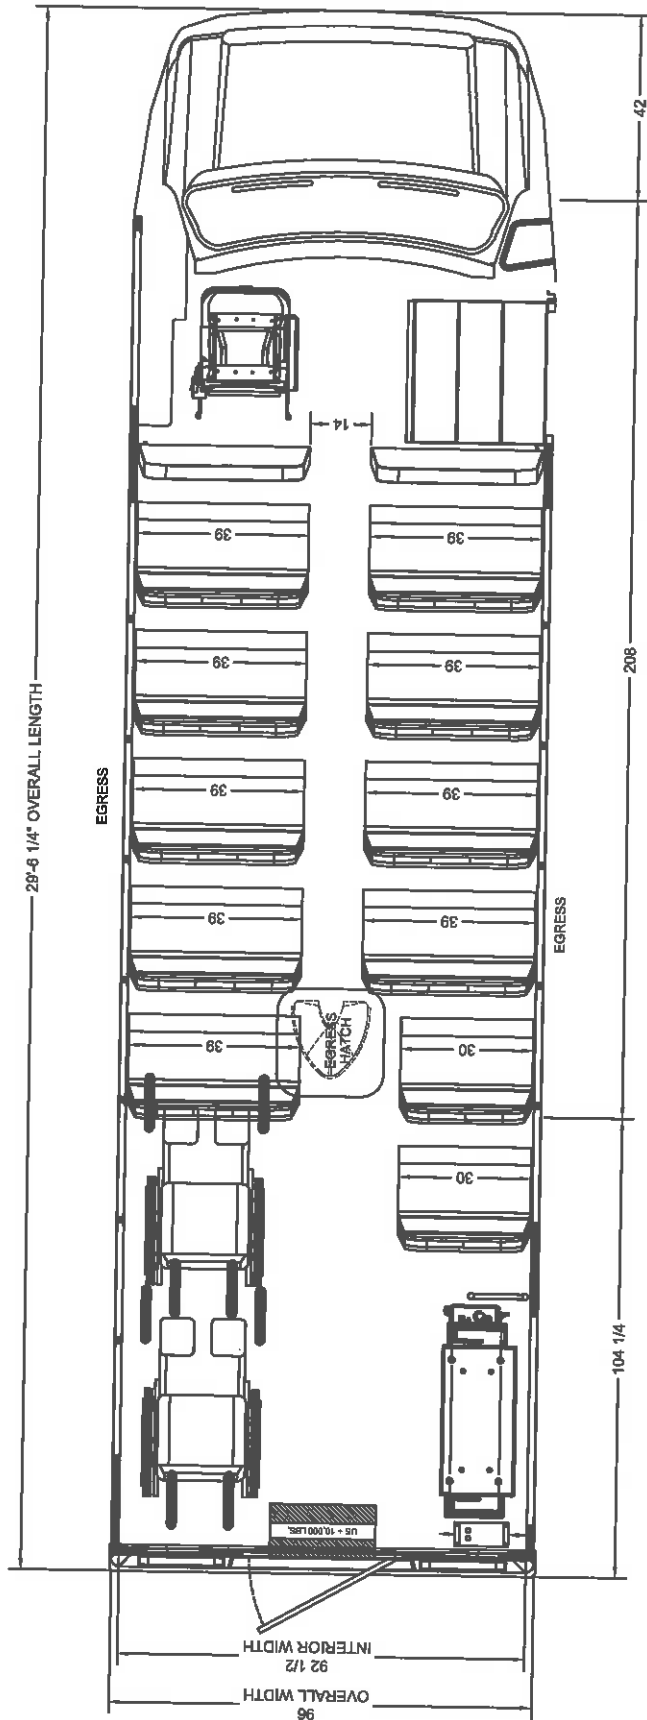 42
29'-6 1/4" OVERALL LENGTH
14
39
39
39
39
208
EGRESS
39
39
39
39
EGRESS
EGRESS
HATCH
39
30
30
104 1/4
US + 10,000 LBS.
92 1/2
INTERIOR WIDTH
96
OVERALL WIDTH